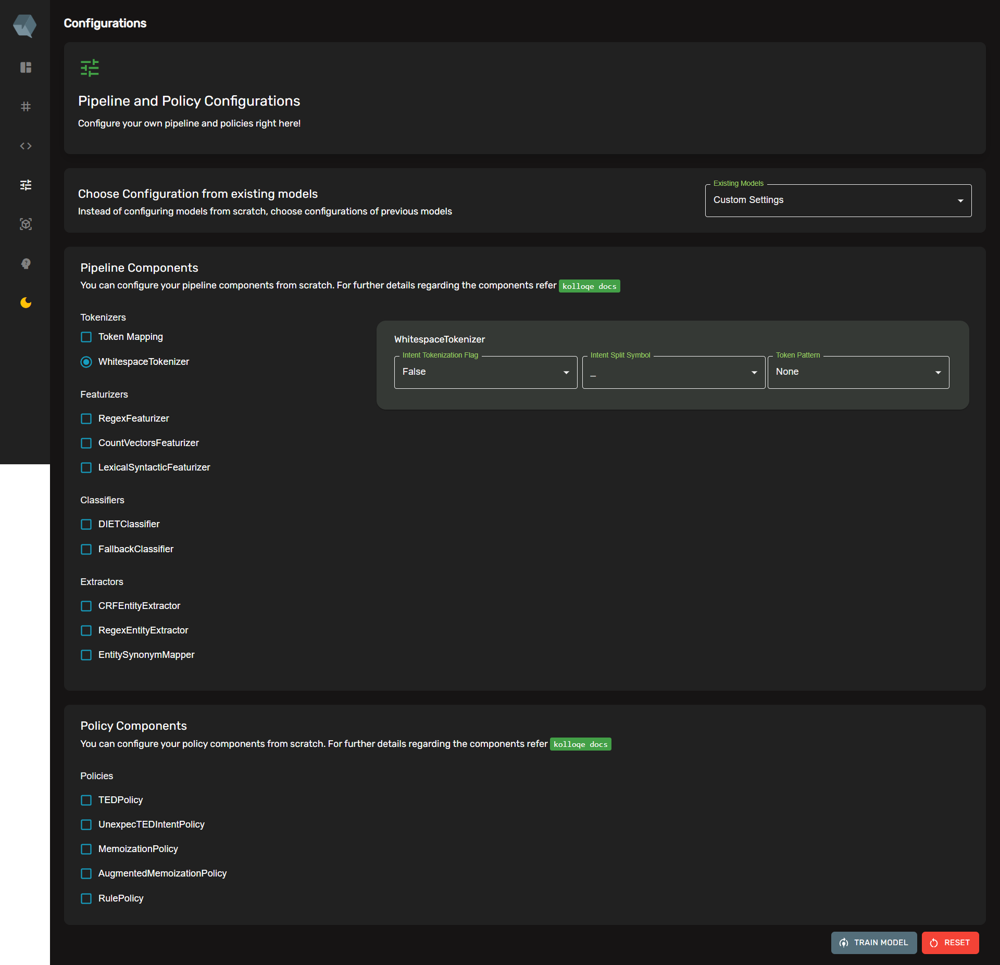 Configurations
Pipeline and Policy Configurations
Configure your own pipeline and policies right here!
Choose Configuration from existing models
Instead of configuring models from scratch, choose configurations of previous models
Existing Models
Custom Settings
Pipeline Components
You can configure your pipeline components from scratch. For further details regarding the components refer kolloqe docs
Tokenizers
Token Mapping
WhitespaceTokenizer
WhitespaceTokenizer
Intent Tokenization Flag
False
Intent Split Symbol
_
Token Pattern
None
Featurizers
RegexFeaturizer
CountVectorsFeaturizer
LexicalSyntacticFeaturizer
Classifiers
DIETClassifier
FallbackClassifier
Extractors
CRFEntityExtractor
RegexEntityExtractor
EntitySynonymMapper
Policy Components
You can configure your policy components from scratch. For further details regarding the components refer kolloqe docs
Policies
TEDPolicy
UnexpecTEDIntentPolicy
MemoizationPolicy
AugmentedMemoizationPolicy
RulePolicy
TRAIN MODEL
RESET